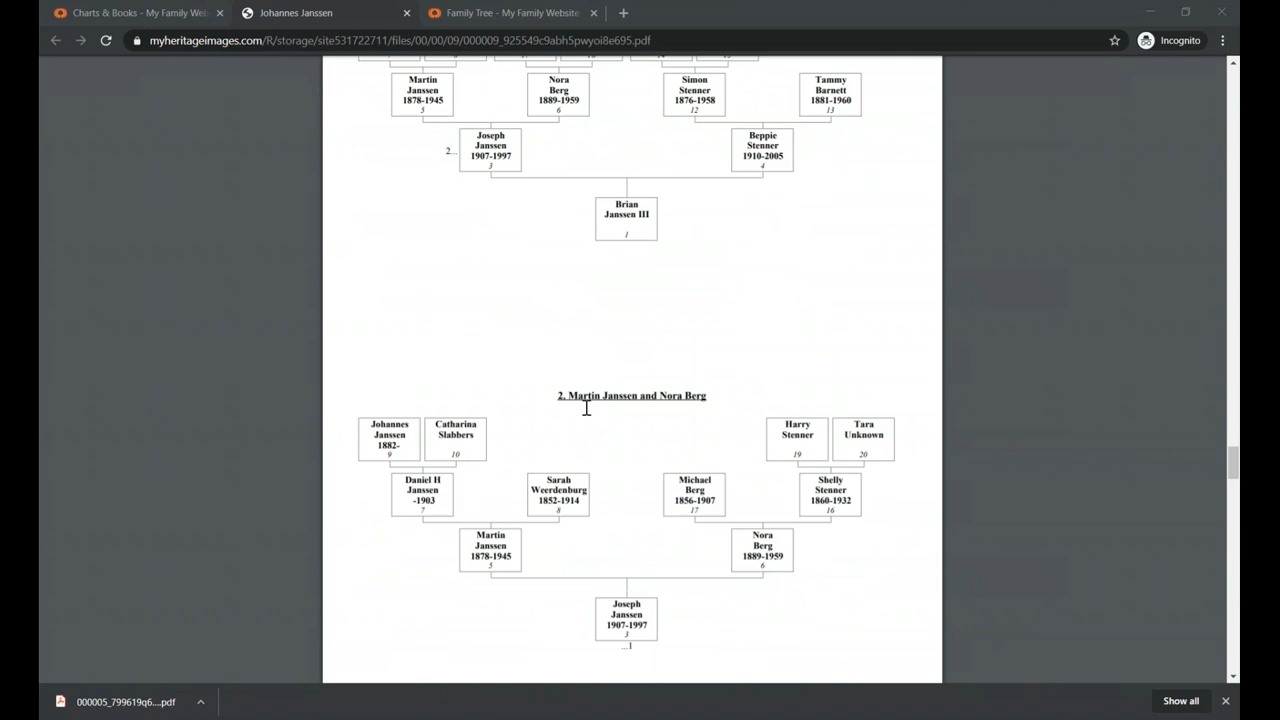 Charts & Books - My Family Web
Johannes Janssen
Family Tree - My Family Website
myheritageimages.com/R/storage/site531722711/files/00/00/09/000009_925549c9abh5pwyoi8e695.pdf
Incognito
Martin Janssen 1878-1945 5
Nora Berg 1889-1959 6
Simon Stenner 1876-1958 12
Tammy Barnett 1881-1960 13
2...
Joseph Janssen 1907-1997 3
Beppie Stenner 1910-2005 4
Brian Janssen III 1
2. Martin Janssen and Nora Berg
Johannes Janssen 1882- 9
Catharina Slabbers 10
Harry Stenner 19
Tara Unknown 20
Daniel H Janssen -1903 7
Sarah Weerdenburg 1852-1914 8
Michael Berg 1856-1907 17
Shelly Stenner 1860-1932 16
Martin Janssen 1878-1945 5
Nora Berg 1889-1959 6
Joseph Janssen 1907-1997 3
...1
000005_799619q6....pdf
Show all